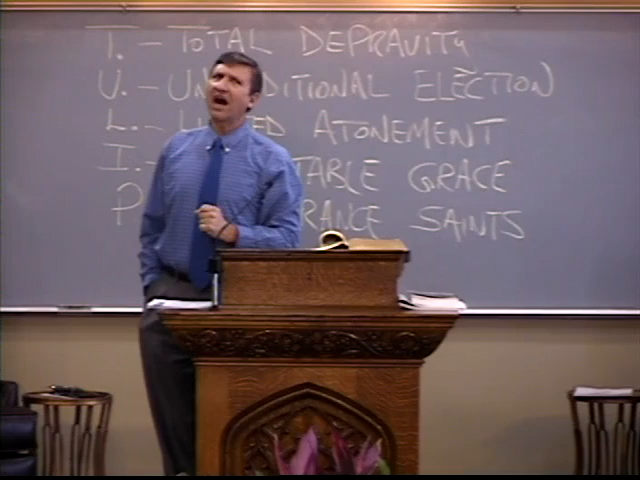 T. - TOTAL DEPRAVITY
U. - ELECTION
L. - ATONEMENT
I. - GRACE
P SAINTS